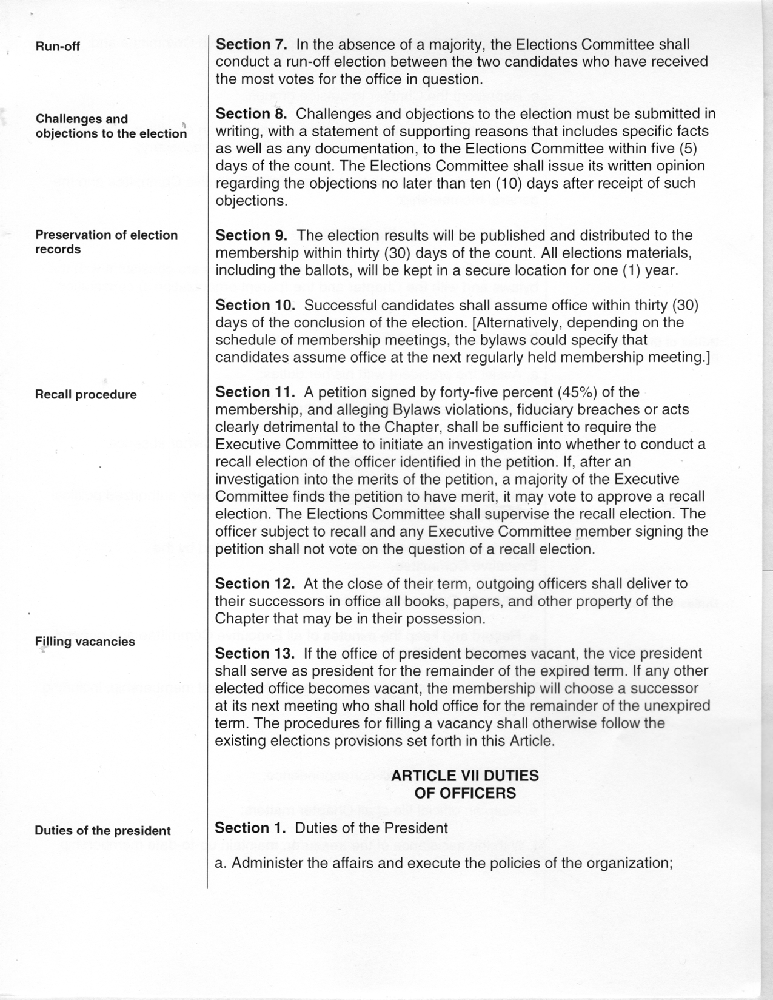 Run-off
Section 7. In the absence of a majority, the Elections Committee shall
conduct a run-off election between the two candidates who have received
the most votes for the office in question.
Challenges and
objections to the election
Section 8. Challenges and objections to the election must be submitted in
writing, with a statement of supporting reasons that includes specific facts
as well as any documentation, to the Elections Committee within five (5)
days of the count. The Elections Committee shall issue its written opinion
regarding the objections no later than ten (10) days after receipt of such
objections.
Preservation of election
records
Section 9. The election results will be published and distributed to the
membership within thirty (30) days of the count. All elections materials,
including the ballots, will be kept in a secure location for one (1) year.
Section 10. Successful candidates shall assume office within thirty (30)
days of the conclusion of the election. [Alternatively, depending on the
schedule of membership meetings, the bylaws could specify that
candidates assume office at the next regularly held membership meeting.]
Recall procedure
Section 11. A petition signed by forty-five percent (45%) of the
membership, and alleging Bylaws violations, fiduciary breaches or acts
clearly detrimental to the Chapter, shall be sufficient to require the
Executive Committee to initiate an investigation into whether to conduct a
recall election of the officer identified in the petition. If, after an
investigation into the merits of the petition, a majority of the Executive
Committee finds the petition to have merit, it may vote to approve a recall
election. The Elections Committee shall supervise the recall election. The
officer subject to recall and any Executive Committee member signing the
petition shall not vote on the question of a recall election.
Section 12. At the close of their term, outgoing officers shall deliver to
their successors in office all books, papers, and other property of the
Chapter that may be in their possession.
Filling vacancies
Section 13. If the office of president becomes vacant, the vice president
shall serve as president for the remainder of the expired term. If any other
elected office becomes vacant, the membership will choose a successor
at its next meeting who shall hold office for the remainder of the unexpired
term. The procedures for filling a vacancy shall otherwise follow the
existing elections provisions set forth in this Article.
ARTICLE VII DUTIES
OF OFFICERS
Duties of the president
Section 1. Duties of the President
a. Administer the affairs and execute the policies of the organization;